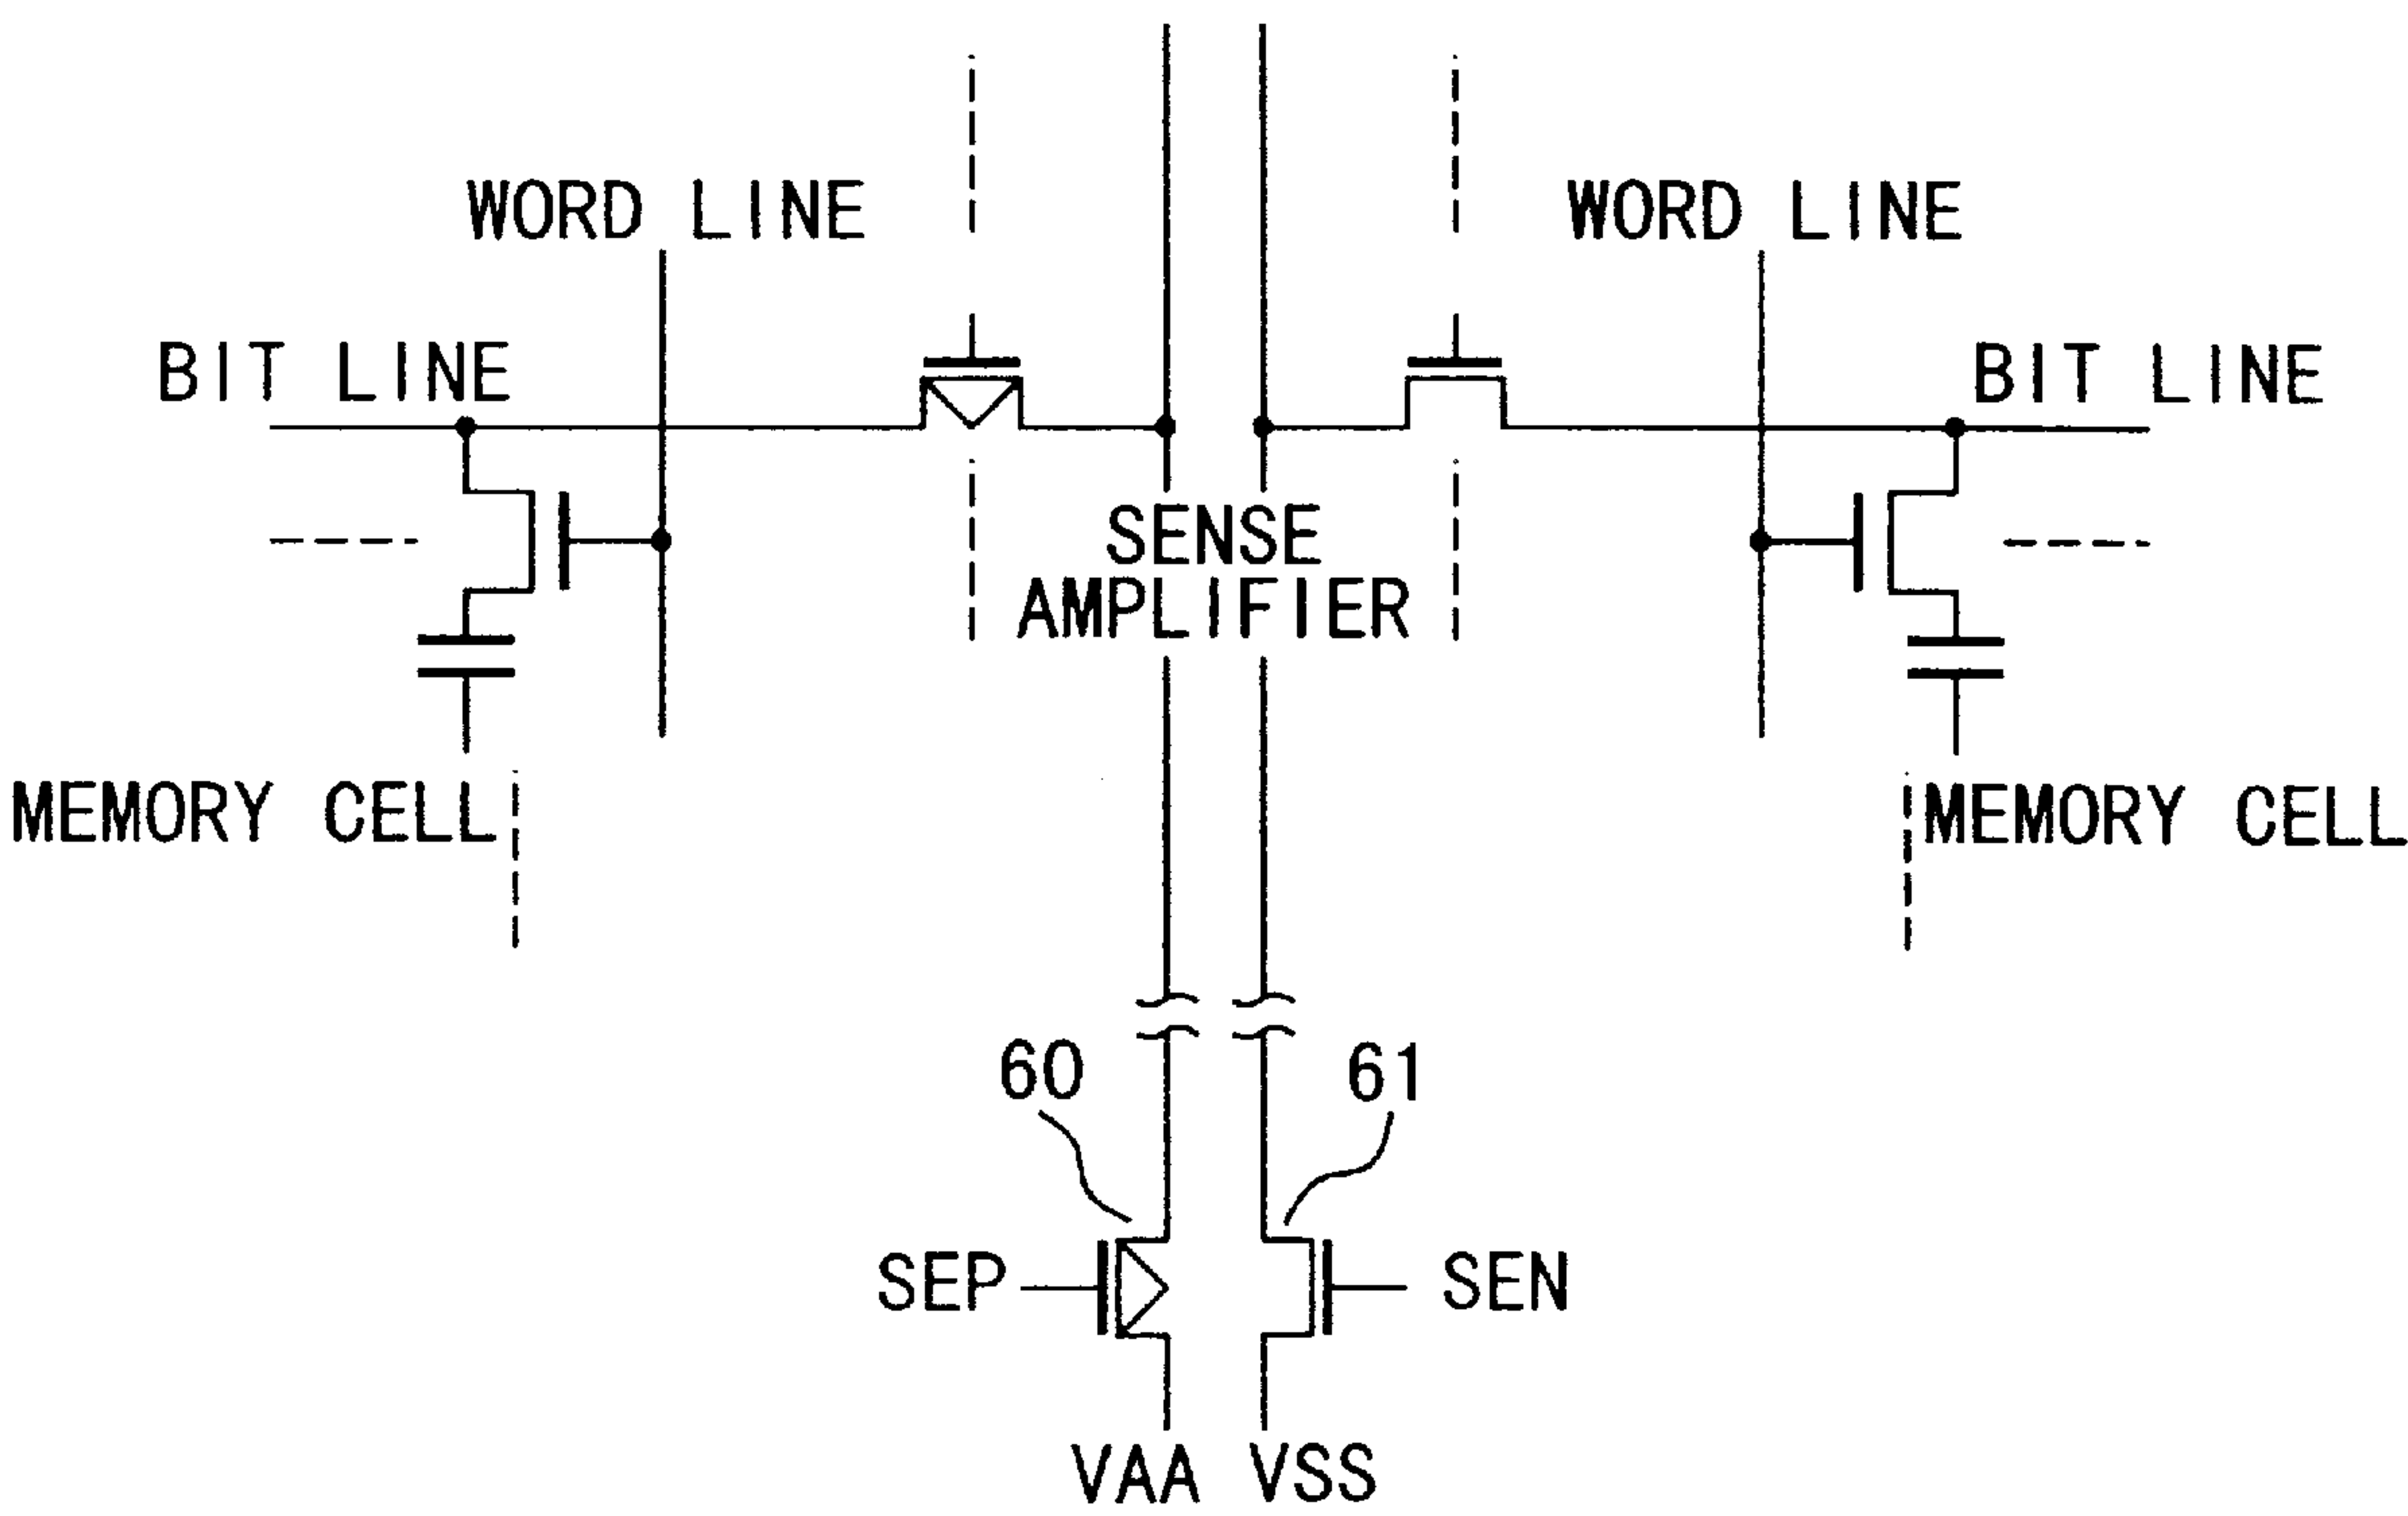 WORD LINE
WORD LINE
BIT LINE
BIT LINE
SENSE
AMPLIFIER
MEMORY CELL
MEMORY CELL
60
61
SEP
SEN
VAA
VSS